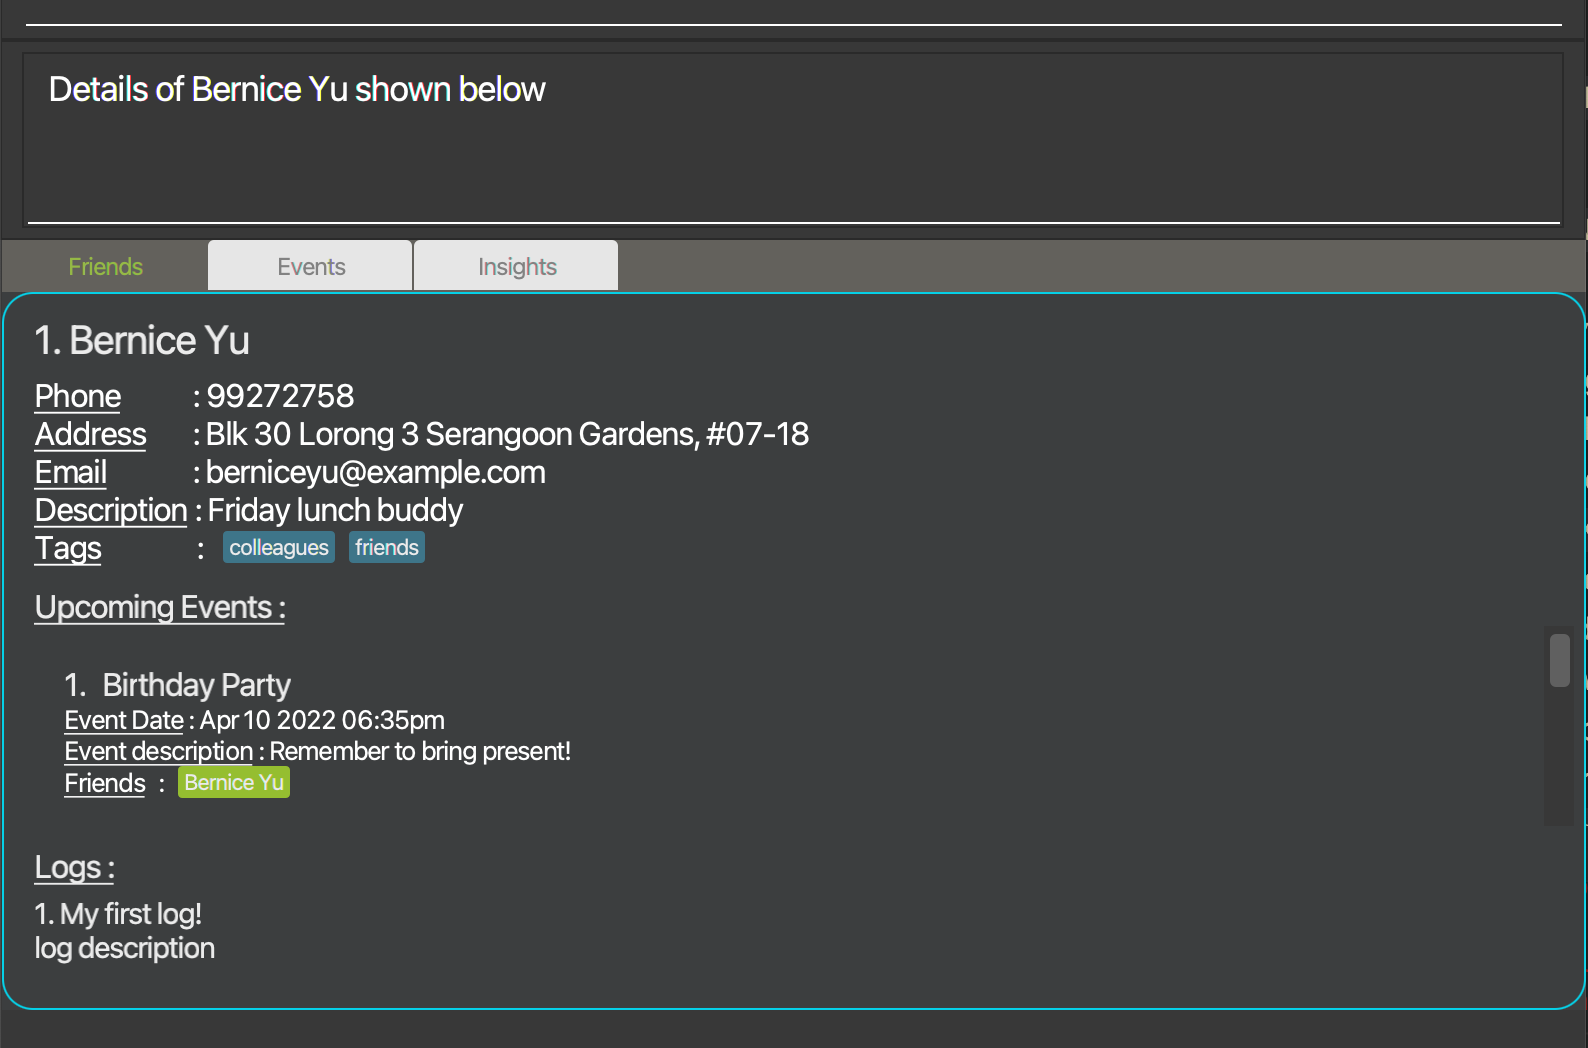 Details of Bernice Yu shown below
Friends Events Insights
1. Bernice Yu
Phone : 99272758
Address : Blk 30 Lorong 3 Serangoon Gardens, #07-18
Email : berniceyu@example.com
Description : Friday lunch buddy
Tags : colleagues friends
Upcoming Events :
1. Birthday Party
Event Date : Apr 10 2022 06:35pm
Event description : Remember to bring present!
Friends : Bernice Yu
Logs :
1. My first log!
log description